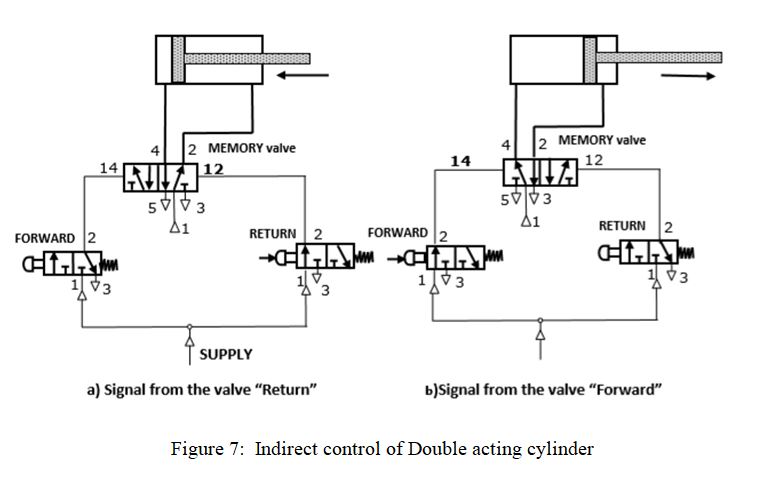 4 2 MEMORY valve
14 12
5 3
1
FORWARD 2
1 3
RETURN 2
1 3
SUPPLY
a) Signal from the valve “Return”
4 2 MEMORY valve
14 12
5 3
1
FORWARD 2
1 3
RETURN 2
1 3
b)Signal from the valve “Forward”
Figure 7: Indirect control of Double acting cylinder